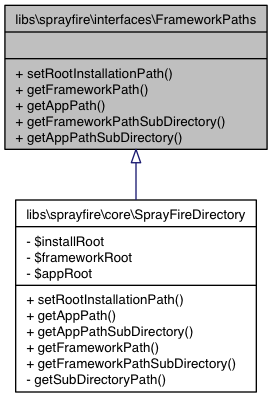 libs\sprayfire\interfaces\FrameworkPaths
+ setRootInstallationPath()
+ getFrameworkPath()
+ getAppPath()
+ getFrameworkPathSubDirectory()
+ getAppPathSubDirectory()
libs\sprayfire\core\SprayFireDirectory
- $installRoot
- $frameworkRoot
- $appRoot
+ setRootInstallationPath()
+ getAppPath()
+ getAppPathSubDirectory()
+ getFrameworkPath()
+ getFrameworkPathSubDirectory()
- getSubDirectoryPath()